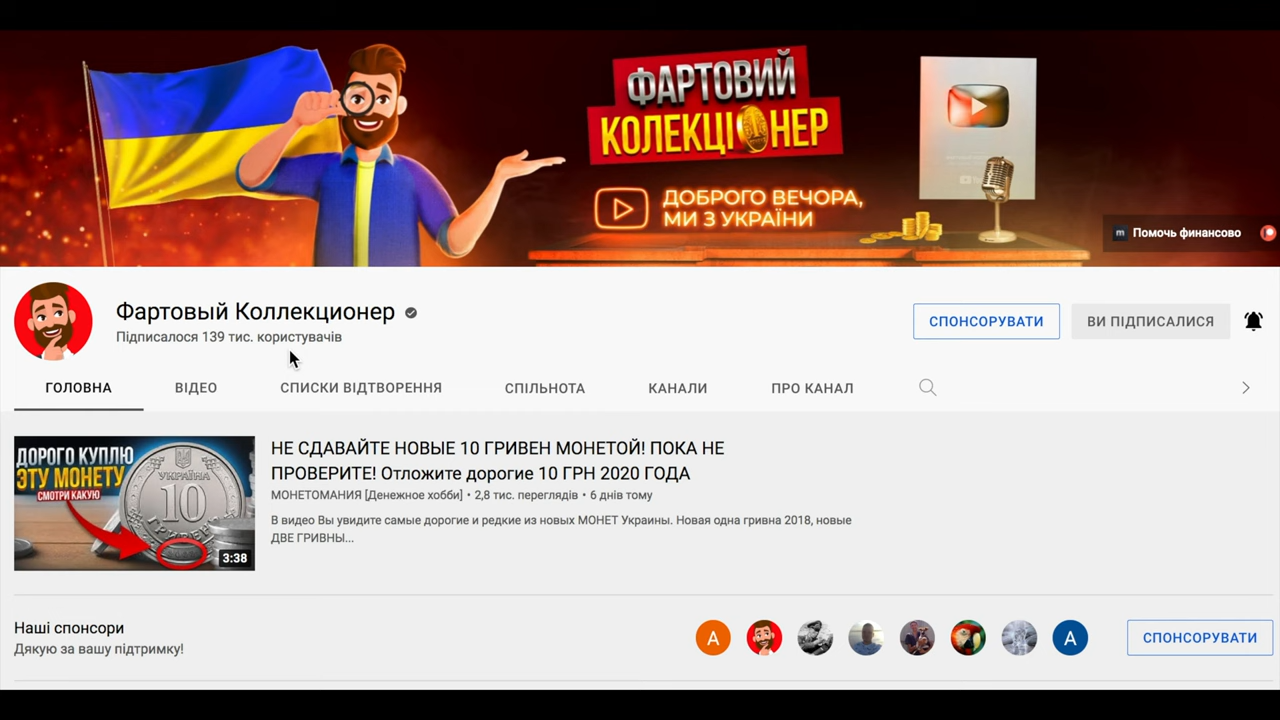 ФАРТОВИЙ
КОЛЕКЦІОНЕР
ДОБРОГО ВЕЧОРА,
МИ З УКРАЇНИ
m Помочь финансово
Фартовый Коллекционер
Підписалося 139 тис. користувачів
СПОНСОРУВАТИ
ВИ ПІДПИСАЛИСЯ
ГОЛОВНА
ВІДЕО
СПИСКИ ВІДТВОРЕННЯ
СПІЛЬНОТА
КАНАЛИ
ПРО КАНАЛ
ДОРОГО КУПЛЮ
ЭТУ МОНЕТУ
СМОТРИ КАКУЮ
УКРАЇНА
10
ГРИВЕНЬ
3:38
НЕ СДАВАЙТЕ НОВЫЕ 10 ГРИВЕН МОНЕТОЙ! ПОКА НЕ
ПРОВЕРИТЕ! Отложите дорогие 10 ГРН 2020 ГОДА
МОНЕТОМАНИЯ [Денежное хобби] • 2,8 тис. переглядів • 6 днів тому
В видео Вы увидите самые дорогие и редкие из новых МОНЕТ Украины. Новая одна гривна 2018, новые
ДВЕ ГРИВНЫ...
Наші спонсори
Дякую за вашу підтримку!
А
А
СПОНСОРУВАТИ